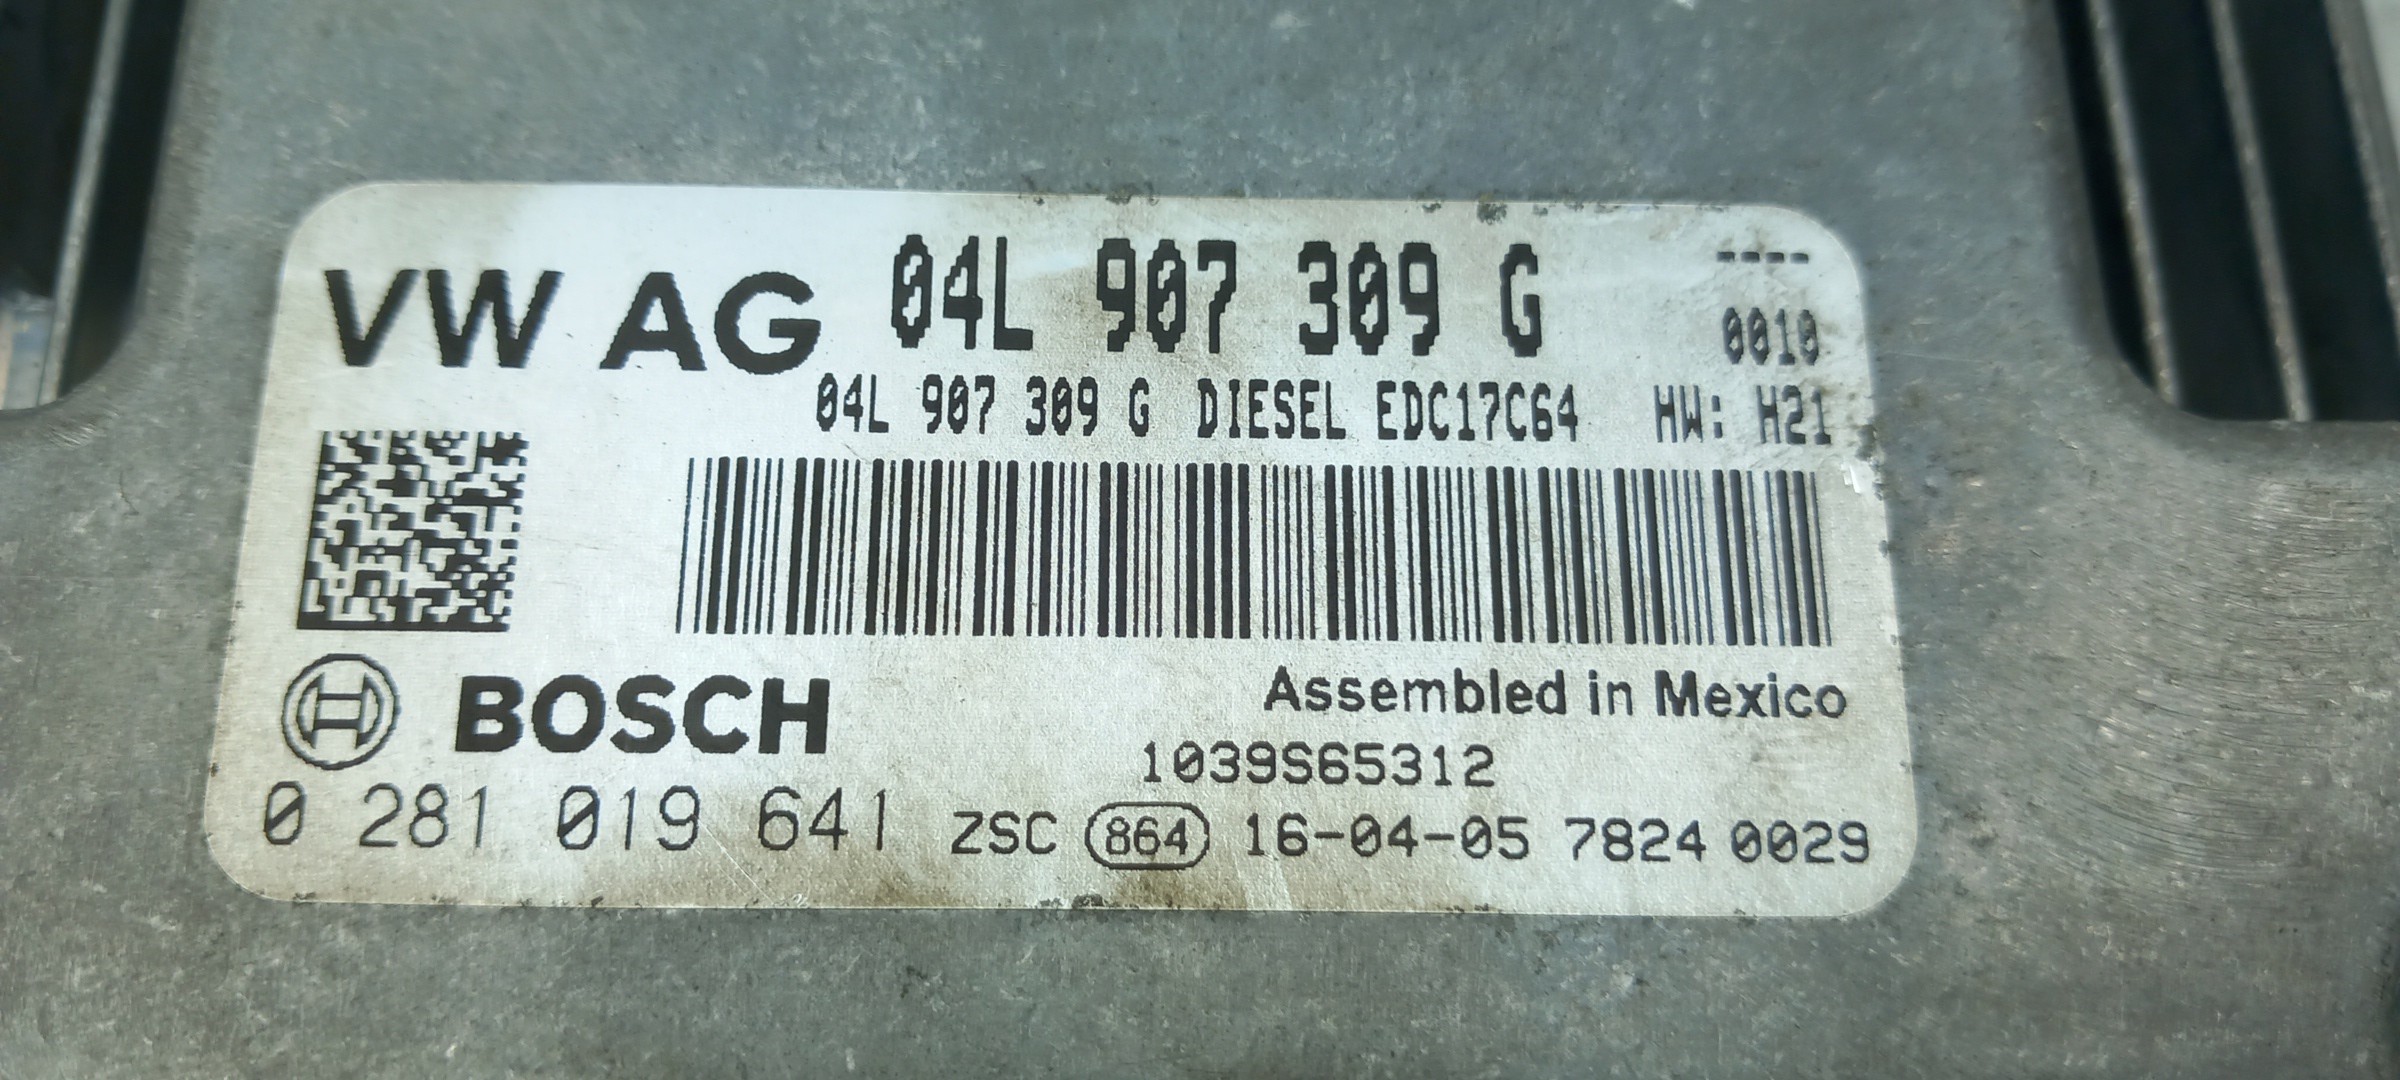 VW AG 04L 907 309 G ----
0010
04L 907 309 G DIESEL EDC17C64 HW: H21
BOSCH
Assembled in Mexico
1039S65312
0 281 019 641 ZSC 864 16-04-05 7824 0029